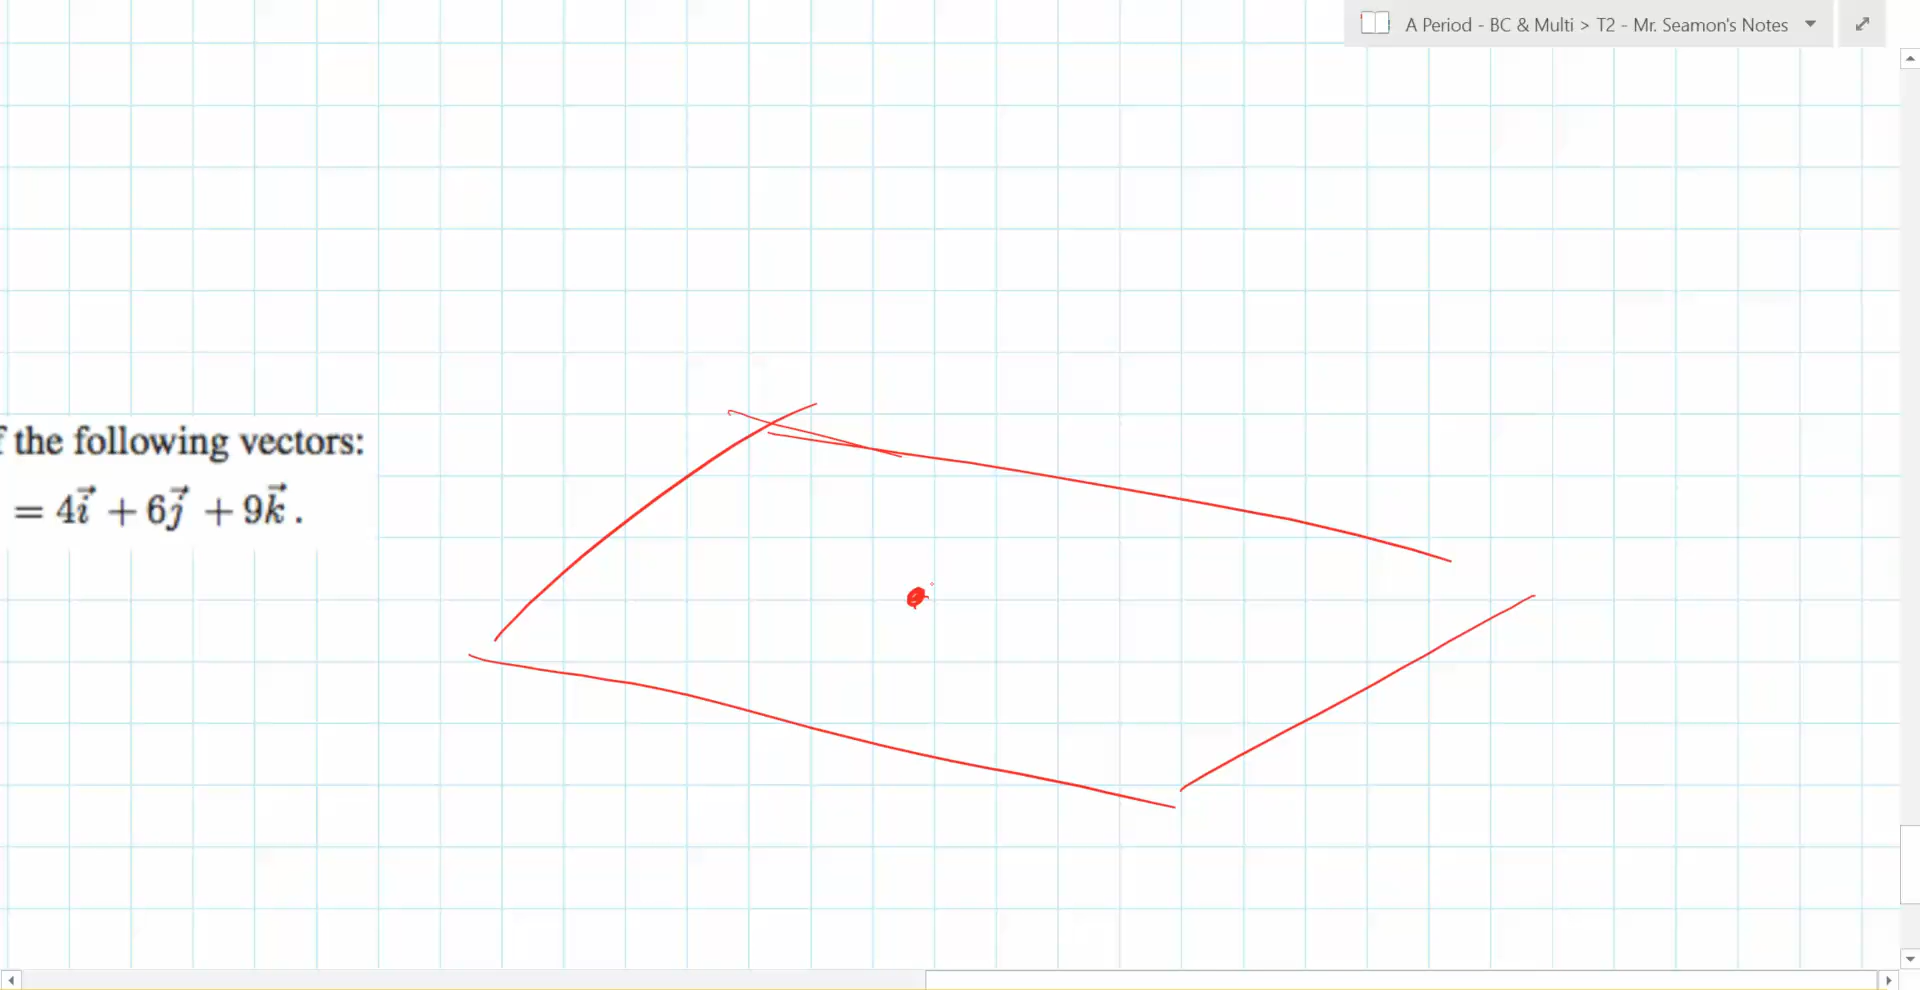 A Period - BC & Multi > T2 - Mr. Seamon's Notes
f the following vectors:
= 4i⃗ + 6j⃗ + 9k⃗ .